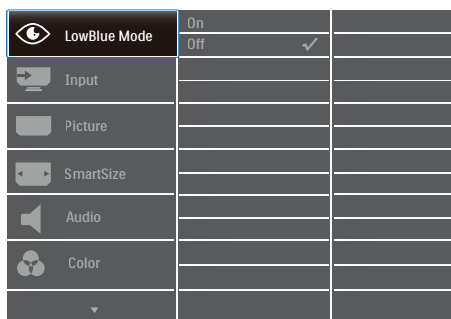 LowBlue Mode
On
Off
Input
Picture
SmartSize
Audio
Color